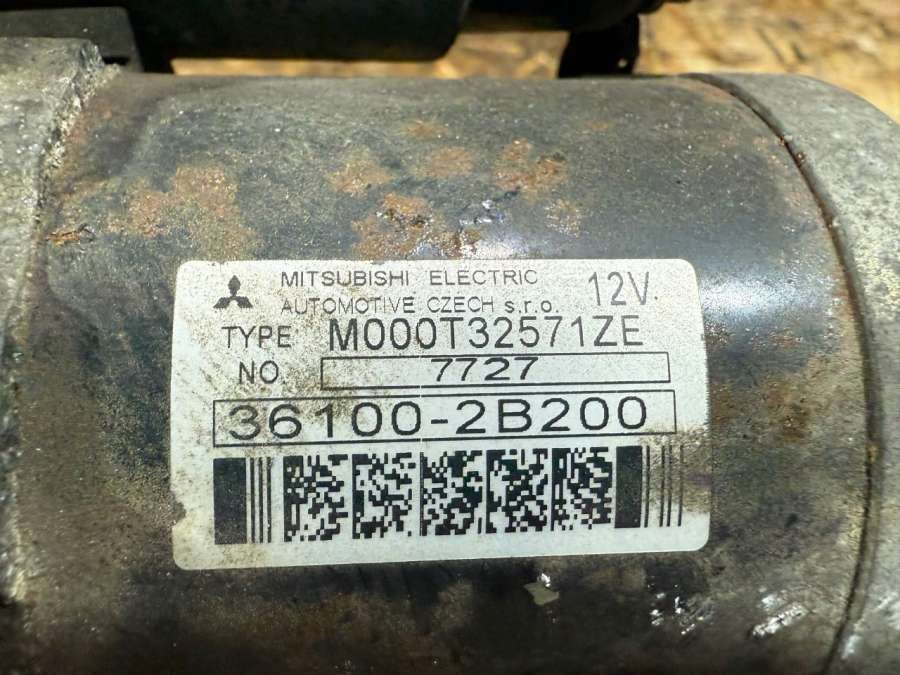 MITSUBISHI ELECTRIC
AUTOMOTIVE CZECH s.r.o. 12V
TYPE M000T32571ZE
NO 7727
36100-2B200